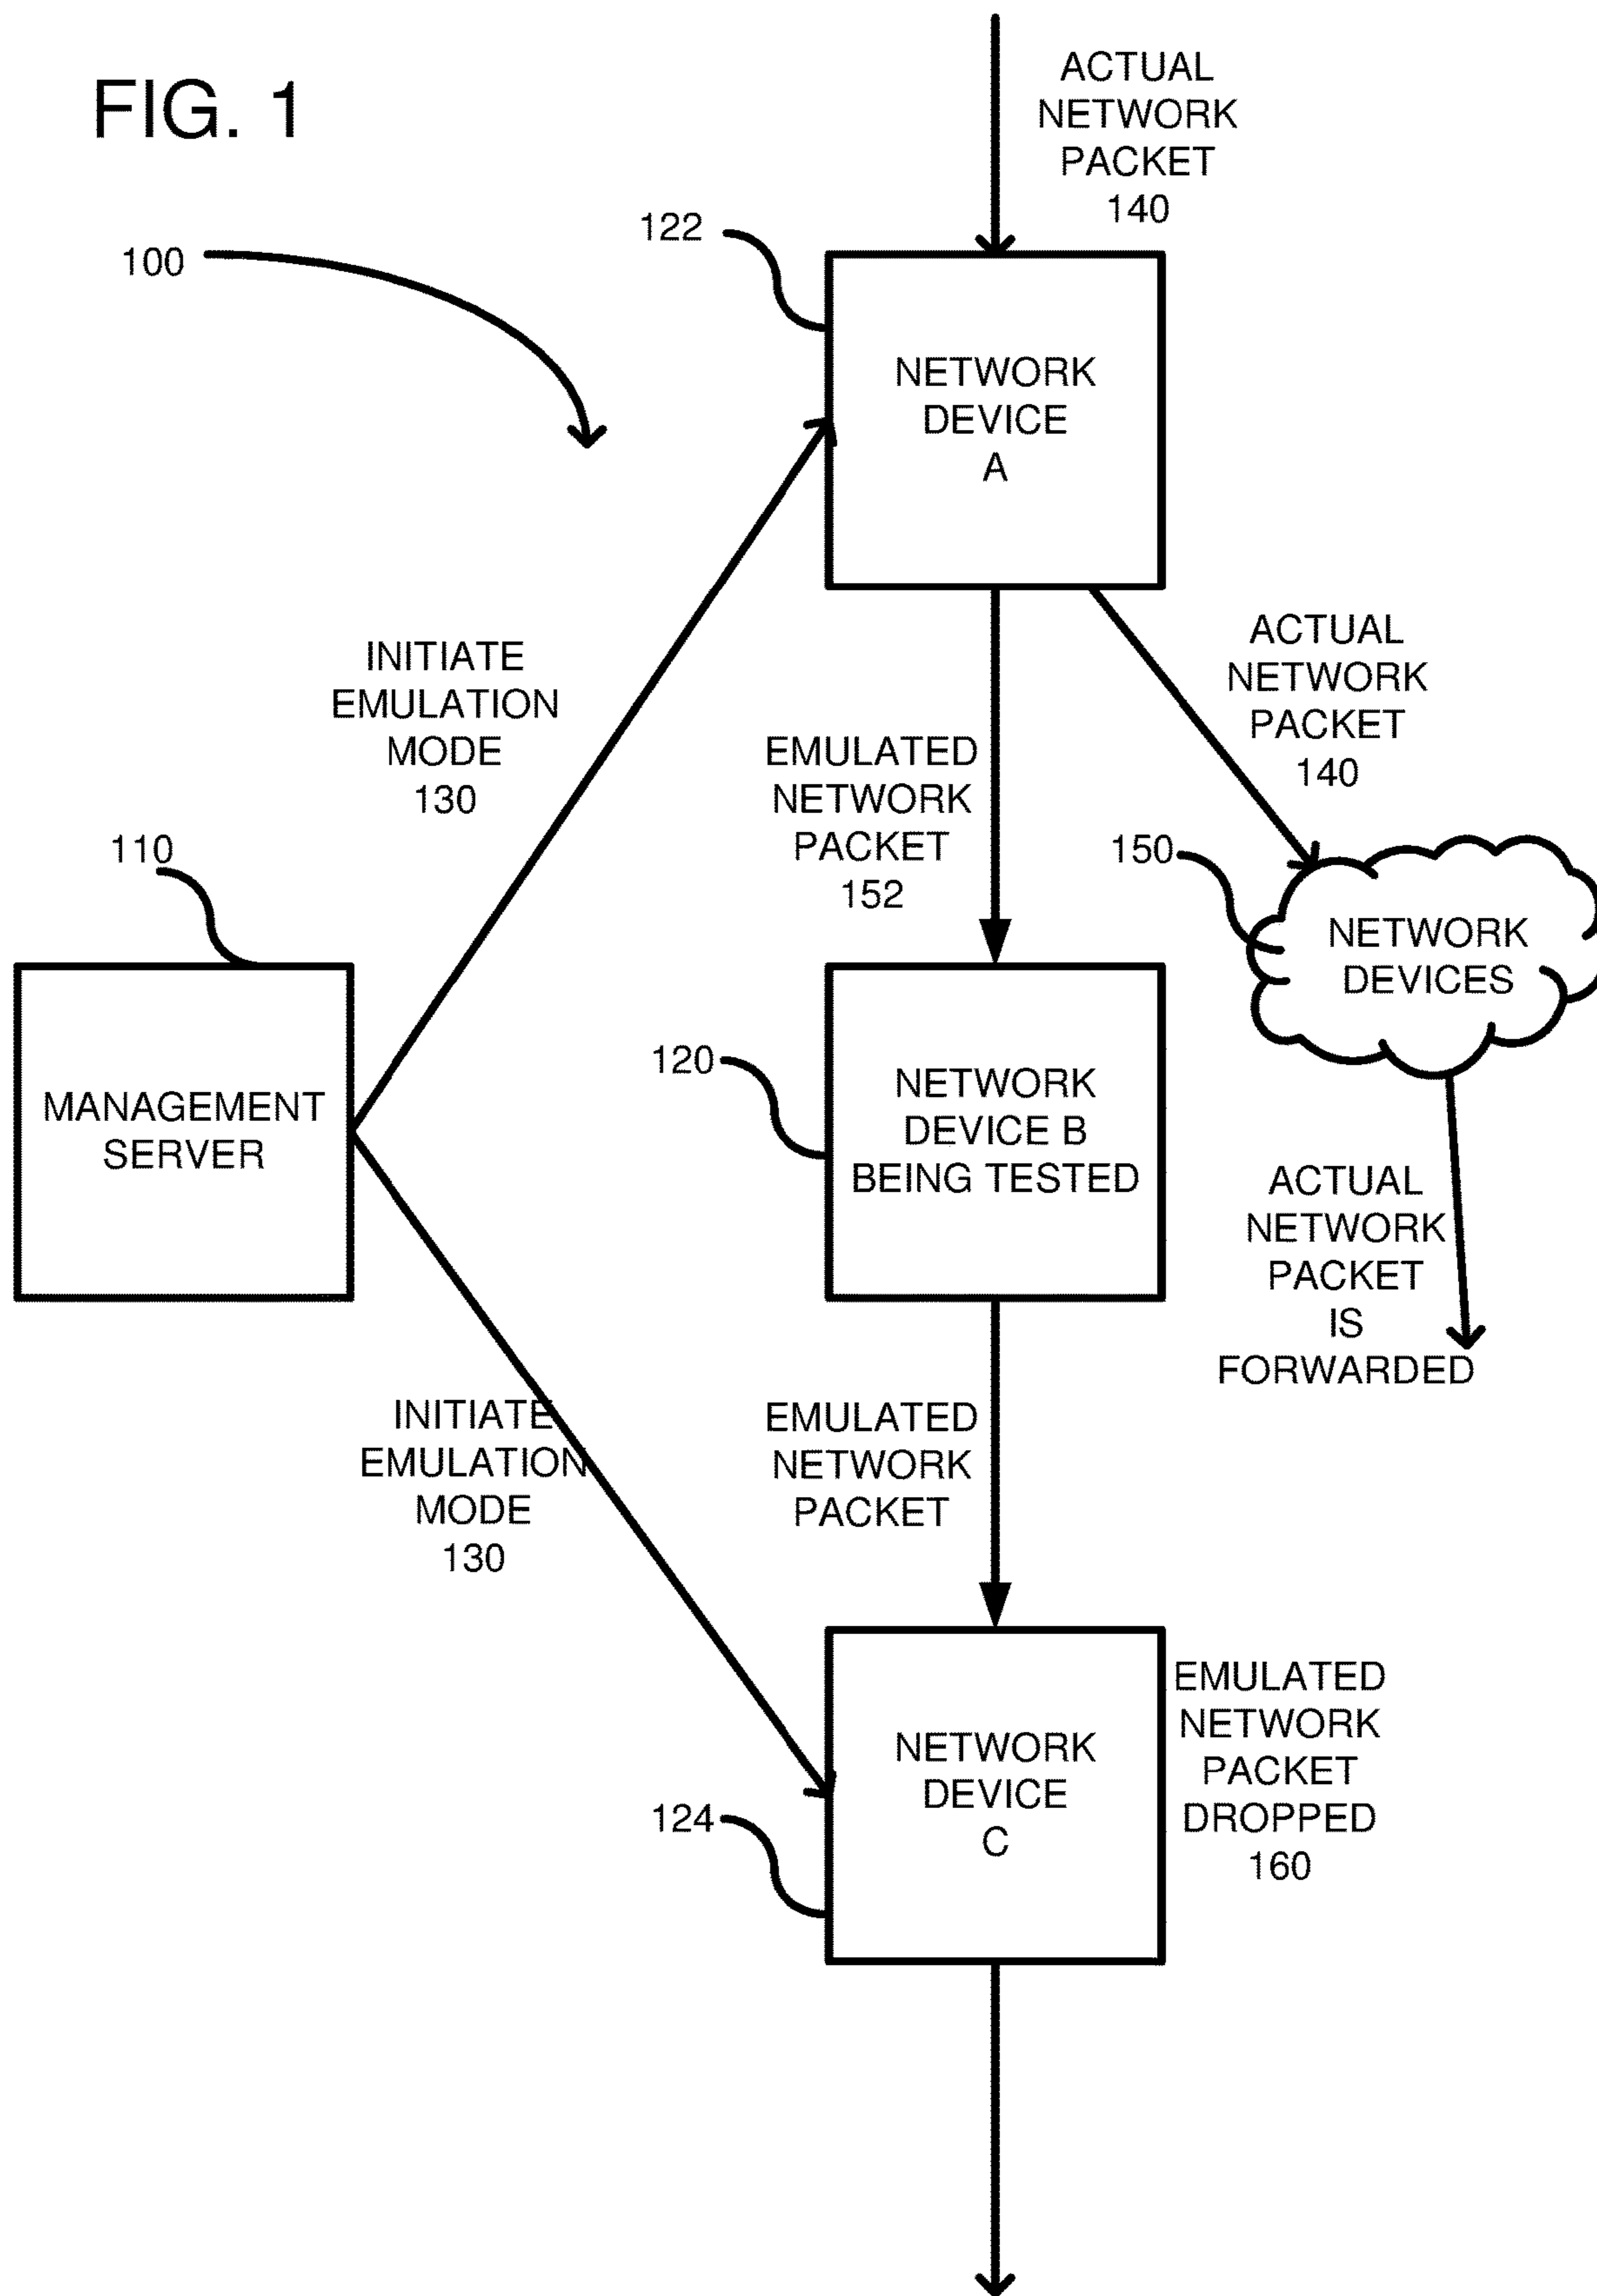 FIG. 1
ACTUAL
NETWORK
PACKET
140
122
100
NETWORK
DEVICE
A
INITIATE
EMULATION
MODE
130
ACTUAL
NETWORK
PACKET
140
EMULATED
NETWORK
PACKET
152
110
150
NETWORK
DEVICES
MANAGEMENT
SERVER
120
NETWORK
DEVICE B
BEING TESTED
ACTUAL
NETWORK
PACKET
IS
FORWARDED
INITIATE
EMULATION
MODE
130
EMULATED
NETWORK
PACKET
124
NETWORK
DEVICE
C
EMULATED
NETWORK
PACKET
DROPPED
160